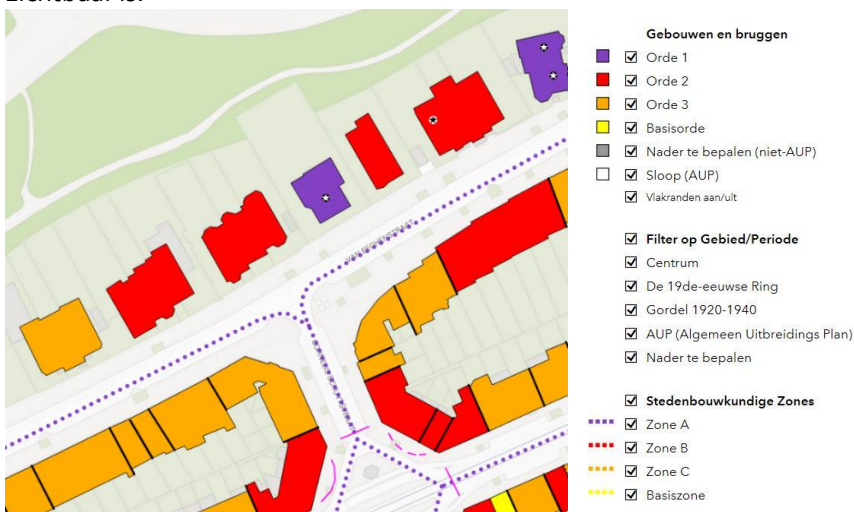 Gebouwen en bruggen
Orde 1
Orde 2
Orde 3
Basisorde
Nader te bepalen (niet-AUP)
Sloop (AUP)
Vlakranden aan/uit
Filter op Gebied/Periode
Centrum
De 19de-eeuwse Ring
Gordel 1920-1940
AUP (Algemeen Uitbreidings Plan)
Nader te bepalen
Stedenbouwkundige Zones
Zone A
Zone B
Zone C
Basiszone